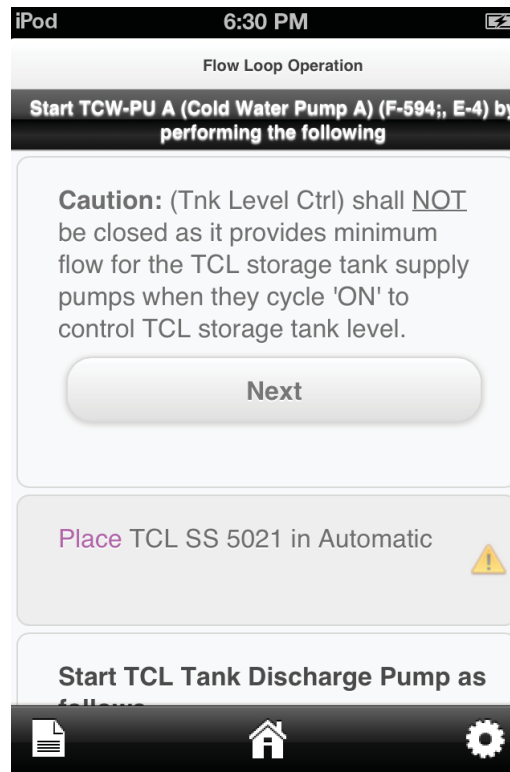 iPod 6:30 PM
Flow Loop Operation
Start TCW-PU A (Cold Water Pump A) (F-594;, E-4) by
performing the following
Caution: (Tnk Level Ctrl) shall NOT
be closed as it provides minimum
flow for the TCL storage tank supply
pumps when they cycle 'ON' to
control TCL storage tank level.
Next
Place TCL SS 5021 in Automatic
Start TCL Tank Discharge Pump as
follows